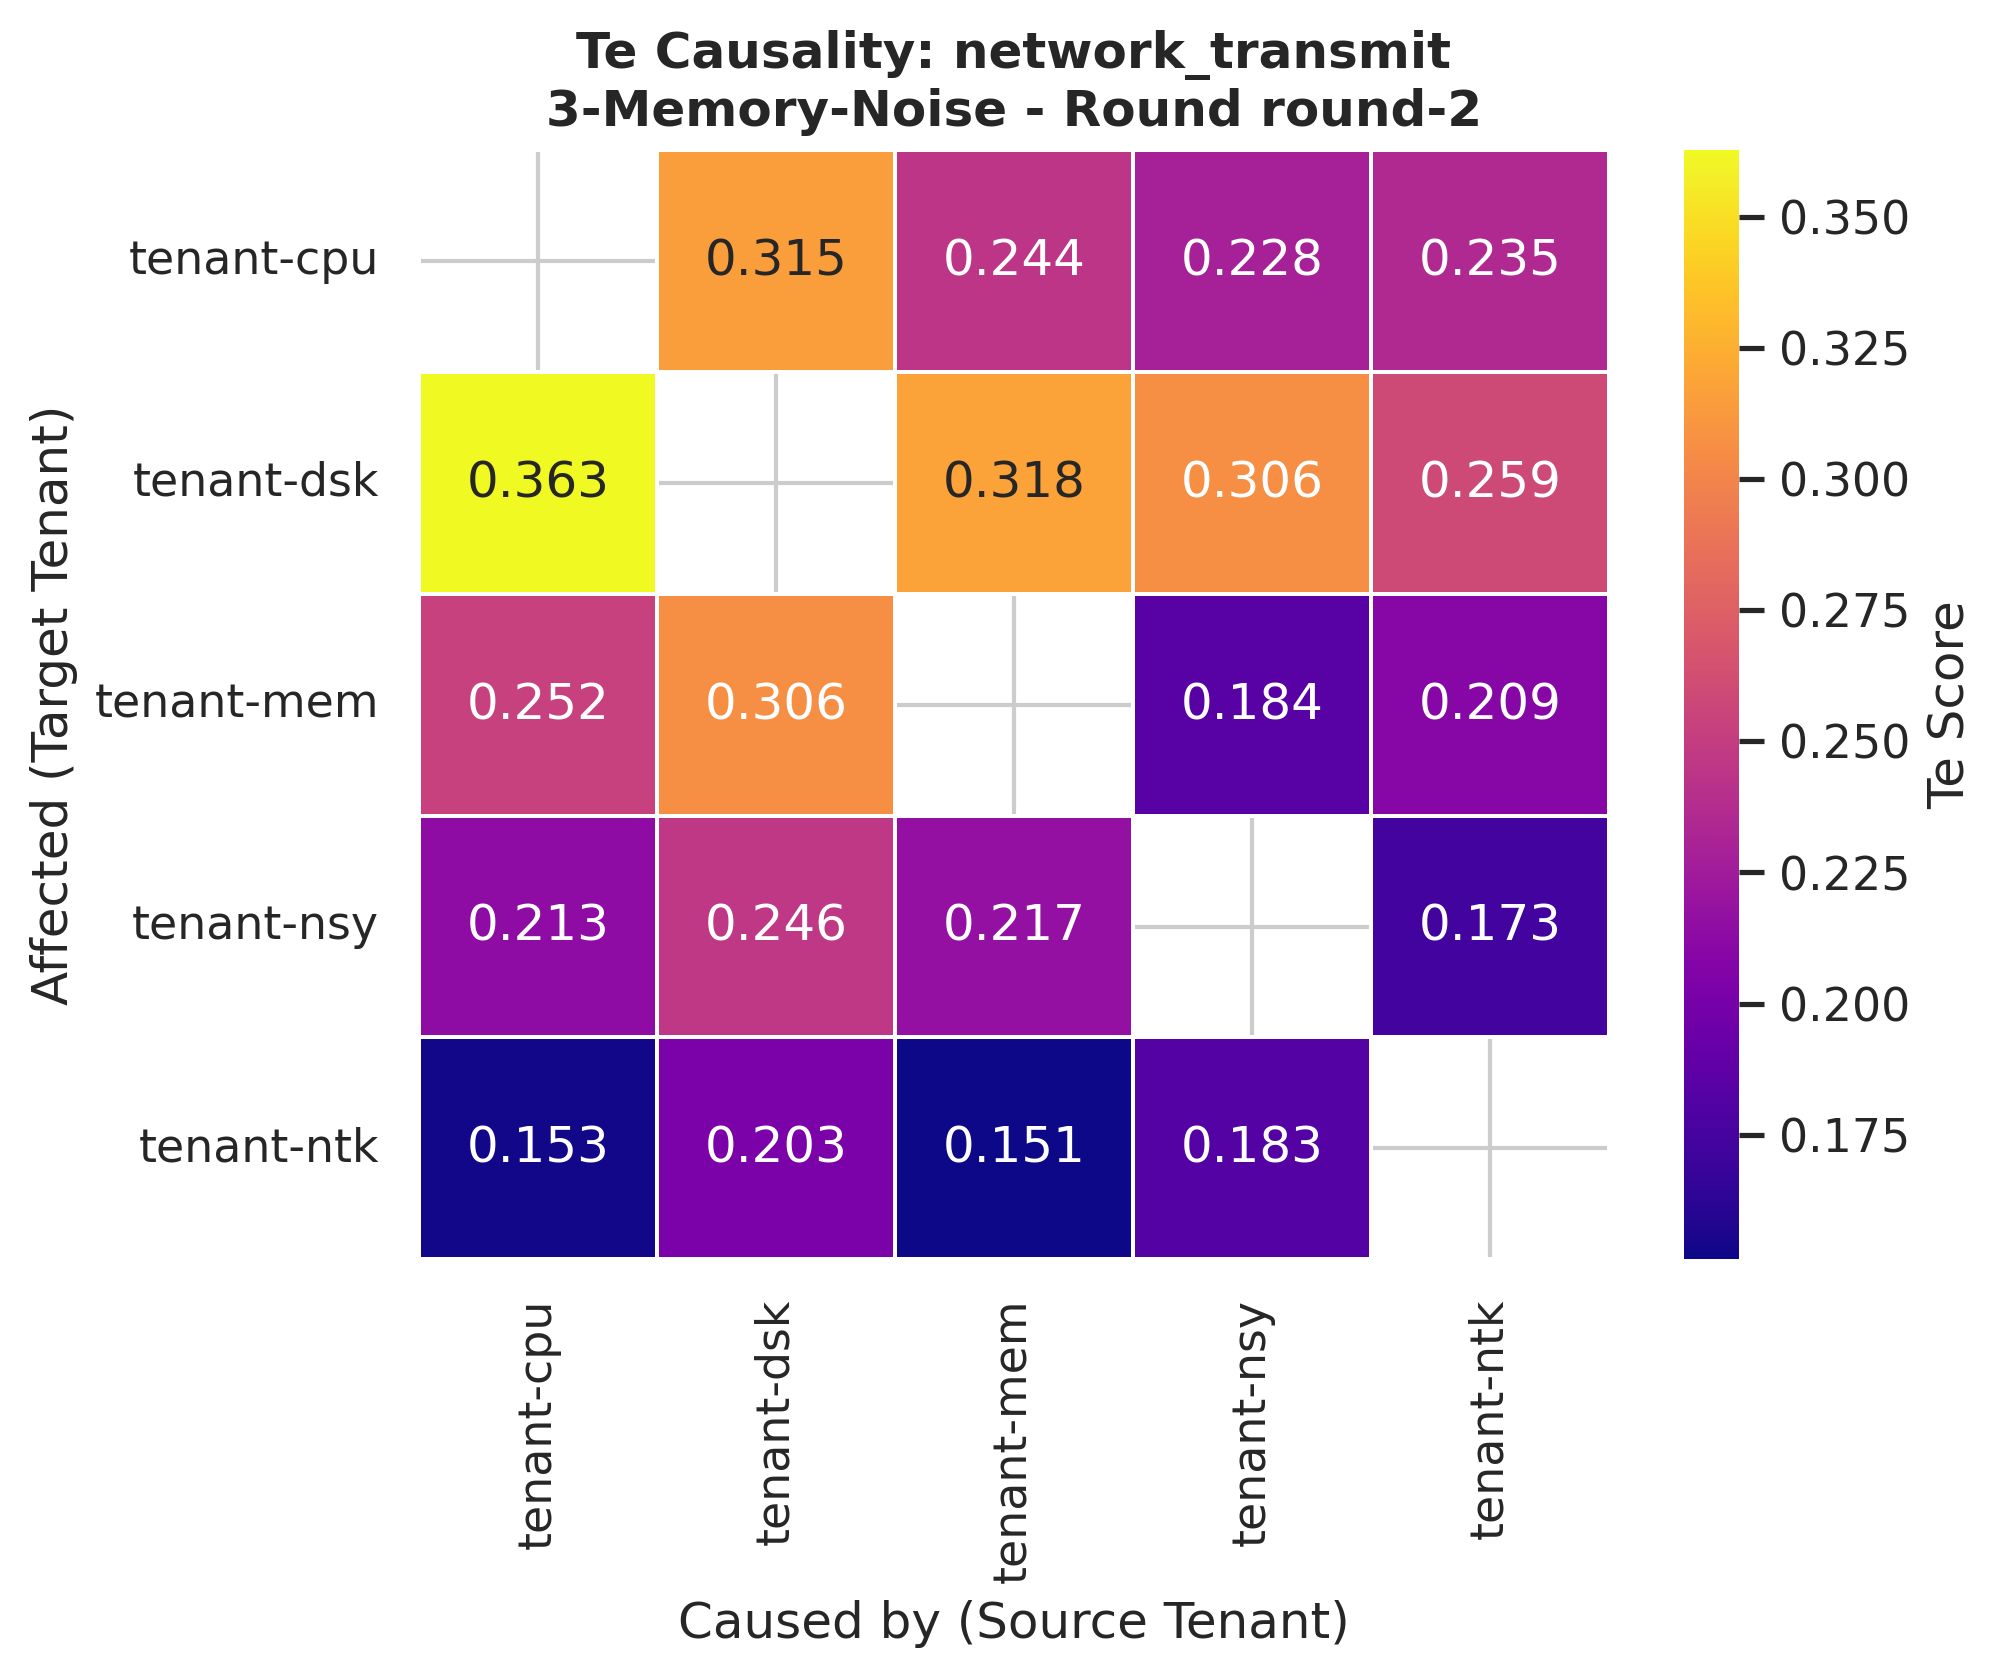 Te Causality: network_transmit
3-Memory-Noise - Round round-2
Affected (Target Tenant)
tenant-cpu 0.315 0.244 0.228 0.235
tenant-dsk 0.363 0.318 0.306 0.259
tenant-mem 0.252 0.306 0.184 0.209
tenant-nsy 0.213 0.246 0.217 0.173
tenant-ntk 0.153 0.203 0.151 0.183
tenant-cpu
tenant-dsk
tenant-mem
tenant-nsy
tenant-ntk
Caused by (Source Tenant)
0.350
0.325
0.300
0.275
0.250
0.225
0.200
0.175
Te Score